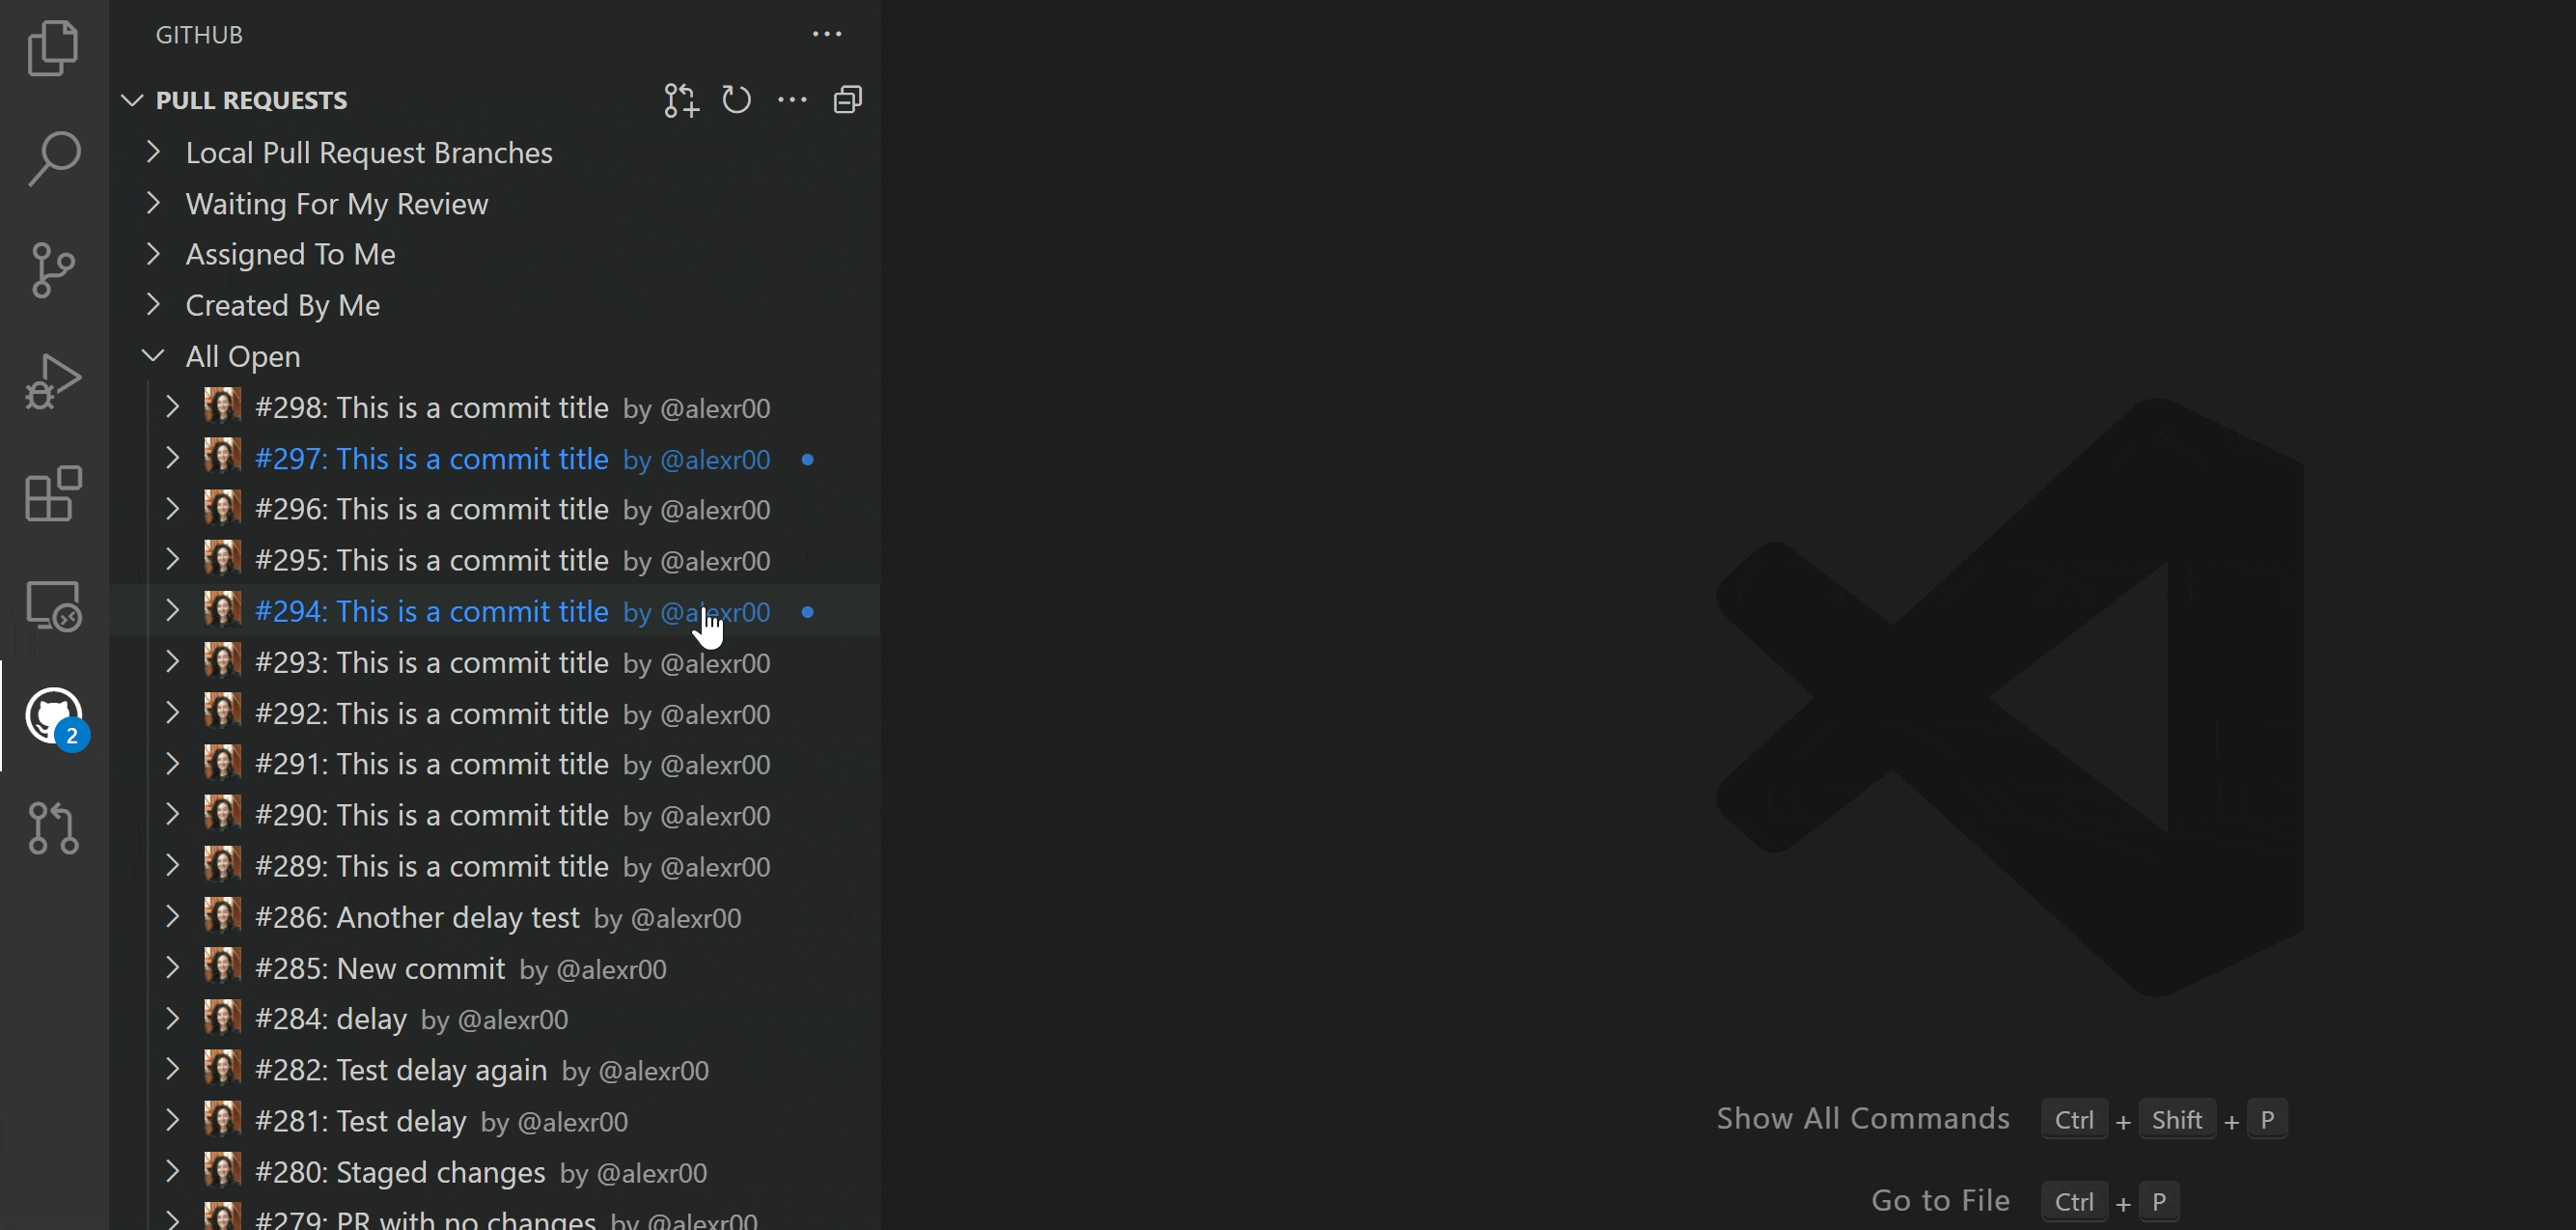 GITHUB
PULL REQUESTS
Local Pull Request Branches
Waiting For My Review
Assigned To Me
Created By Me
All Open
#298: This is a commit title by @alexr00
#297: This is a commit title by @alexr00
#296: This is a commit title by @alexr00
#295: This is a commit title by @alexr00
#294: This is a commit title by @alexr00
#293: This is a commit title by @alexr00
2
#292: This is a commit title by @alexr00
#291: This is a commit title by @alexr00
#290: This is a commit title by @alexr00
#289: This is a commit title by @alexr00
#286: Another delay test by @alexr00
#285: New commit by @alexr00
#284: delay by @alexr00
#282: Test delay again by @alexr00
#281: Test delay by @alexr00
#280: Staged changes by @alexr00
#279: PR with no changes by @alexr00
Show All Commands Ctrl + Shift + P
Go to File Ctrl + P